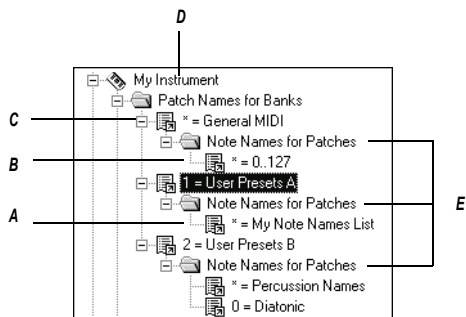 D
My Instrument
Patch Names for Banks
C
* = General MIDI
Note Names for Patches
B
* = 0..127
1 = User Presets A
Note Names for Patches
E
A
* = My Note Names List
2 = User Presets B
Note Names for Patches
* = Percussion Names
0 = Diatonic